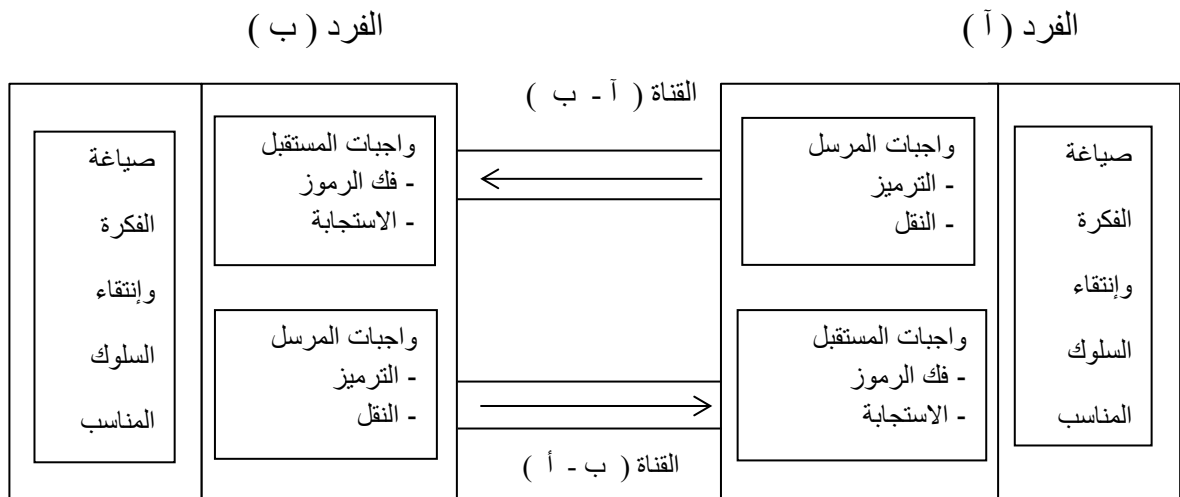 الفرد ( آ )
الفرد ( ب )
القناة ( آ - ب )
صياغة
الفكرة
وإنتقاء
السلوك
المناسب
واجبات المرسل
- الترميز
- النقل
واجبات المستقبل
- فك الرموز
- الاستجابة
واجبات المستقبل
- فك الرموز
- الاستجابة
واجبات المرسل
- الترميز
- النقل
صياغة
الفكرة
وإنتقاء
السلوك
المناسب
القناة ( ب - أ )